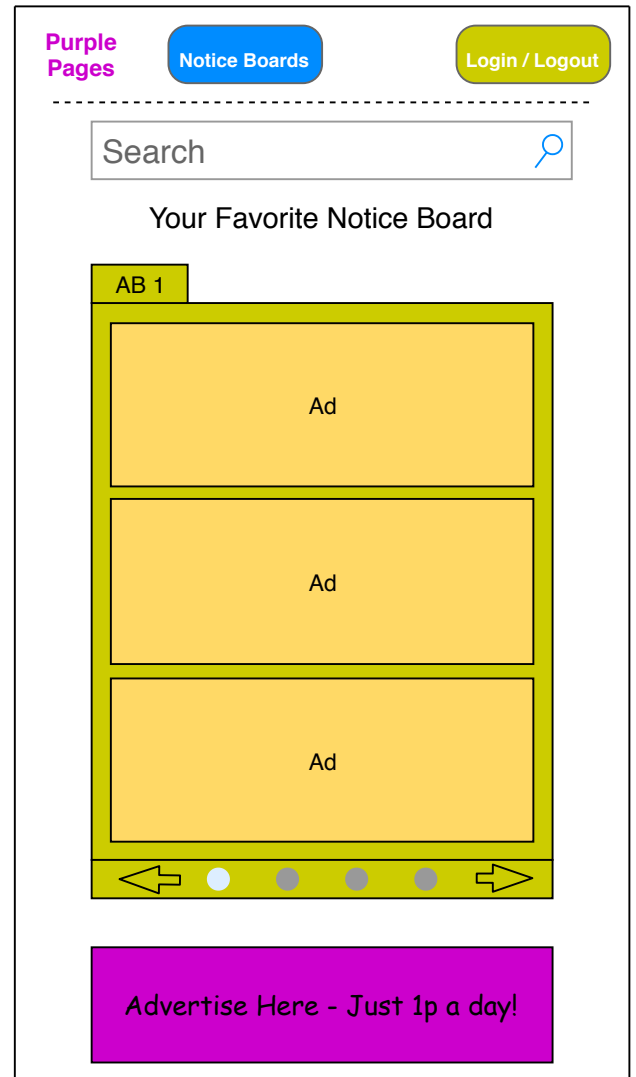 Purple
Pages
Notice Boards
Login / Logout
Search
Your Favorite Notice Board
AB 1
Ad
Ad
Ad
Advertise Here - Just 1p a day!